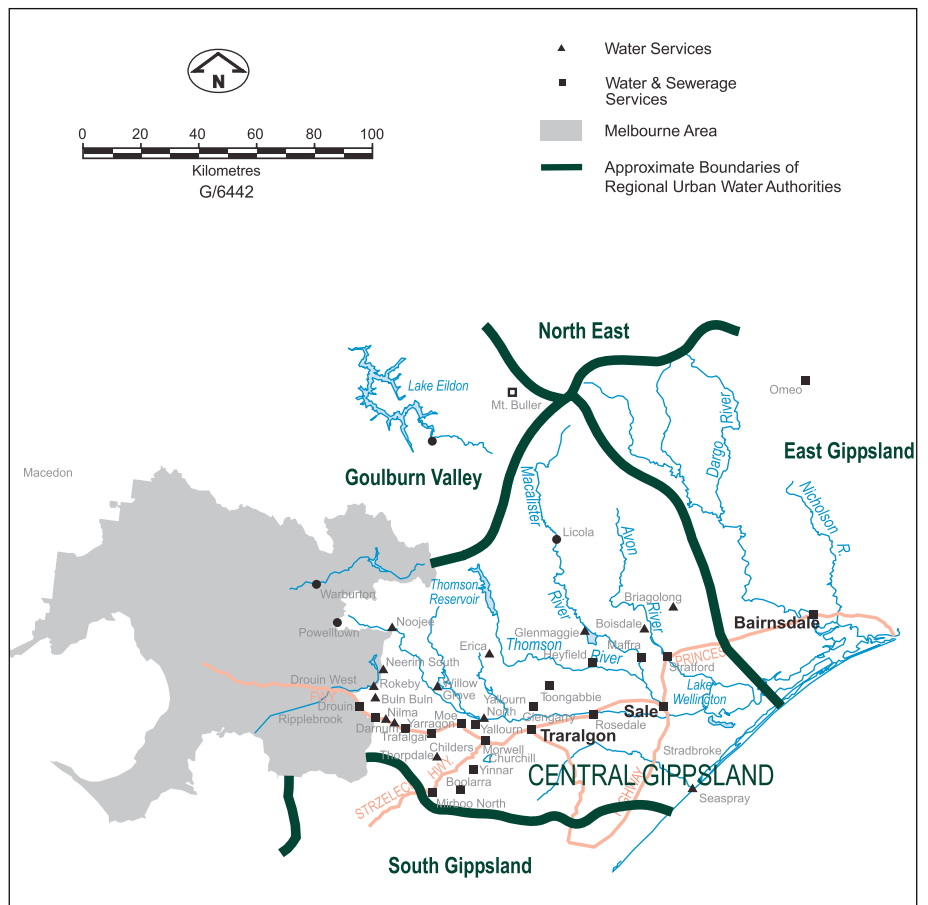 N
0 20 40 60 80 100
Kilometres
G/6442
Water Services
Water & Sewerage
Services
Melbourne Area
Approximate Boundaries of
Regional Urban Water Authorities
North East
Lake Eildon
Mt. Buller
Omeo
Dargo River
East Gippsland
Goulburn Valley
Macedon
Macalister
River
Nicholson R.
Licola
Avon
River
Thomson
Reservoir
Warburton
Briagolong
Powelltown
Noojee
Boisdale
Bairnsdale
Glenmaggie
Erica
Thomson
River
Maffra
Heyfield
PRINCES
Stratford
Neerim South
Drouin West
Rokeby
Willow
Grove
Lake
Wellington
HWY.
Buln Buln
Yallourn
North
Toongabbie
Drouin
Nilma
Ripplebrook
Darnum
Yarragon
Moe
Glengarry
Rosedale
Sale
Trafalgar
Yallourn
Traralgon
Childers
Morwell
Thorpdale
Churchill
Stradbroke
Yinnar
CENTRAL GIPPSLAND
STRZELECKI HWY.
Boolarra
Mirboo North
Seaspray
South Gippsland